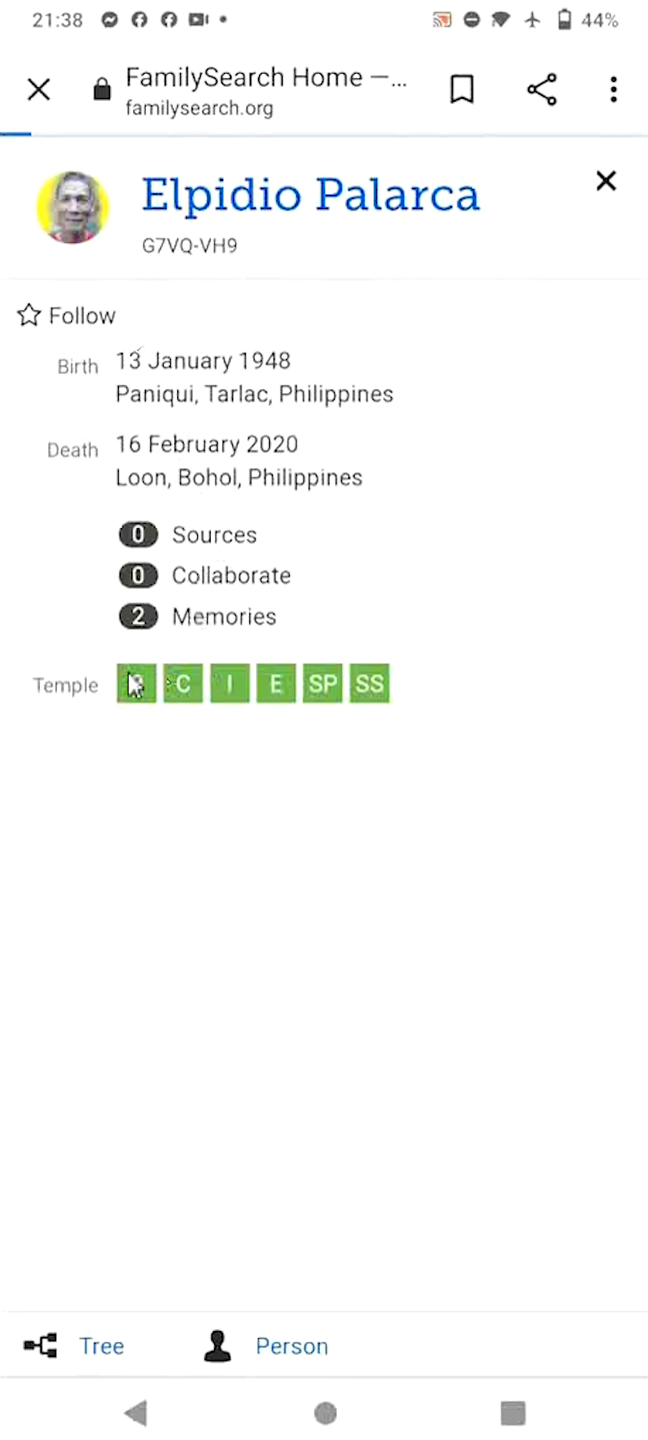 21:38
44%
FamilySearch Home —...
familysearch.org
Elpidio Palarca
G7VQ-VH9
Follow
Birth
13 January 1948
Paniqui, Tarlac, Philippines
Death
16 February 2020
Loon, Bohol, Philippines
0 Sources
0 Collaborate
2 Memories
Temple C I E SP SS
Tree Person